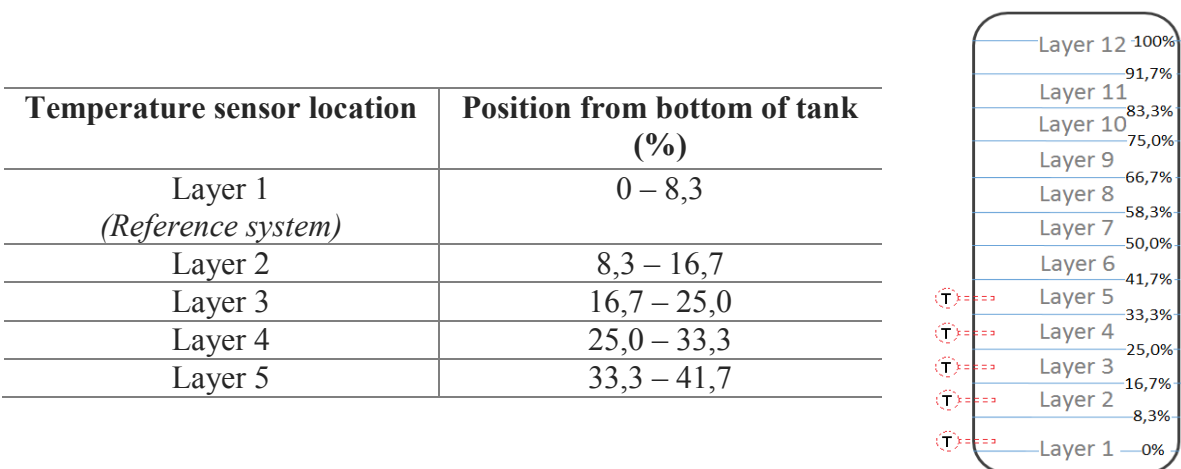 Temperature sensor location Position from bottom of tank
(%)
Layer 1 0 – 8,3
(Reference system)
Layer 2 8,3 – 16,7
Layer 3 16,7 – 25,0
Layer 4 25,0 – 33,3
Layer 5 33,3 – 41,7
Layer 12 100%
91,7%
Layer 11
83,3%
Layer 10
75,0%
Layer 9
66,7%
Layer 8
58,3%
Layer 7
50,0%
Layer 6
41,7%
T Layer 5
33,3%
T Layer 4
25,0%
T Layer 3
16,7%
T Layer 2
8,3%
T Layer 1 0%